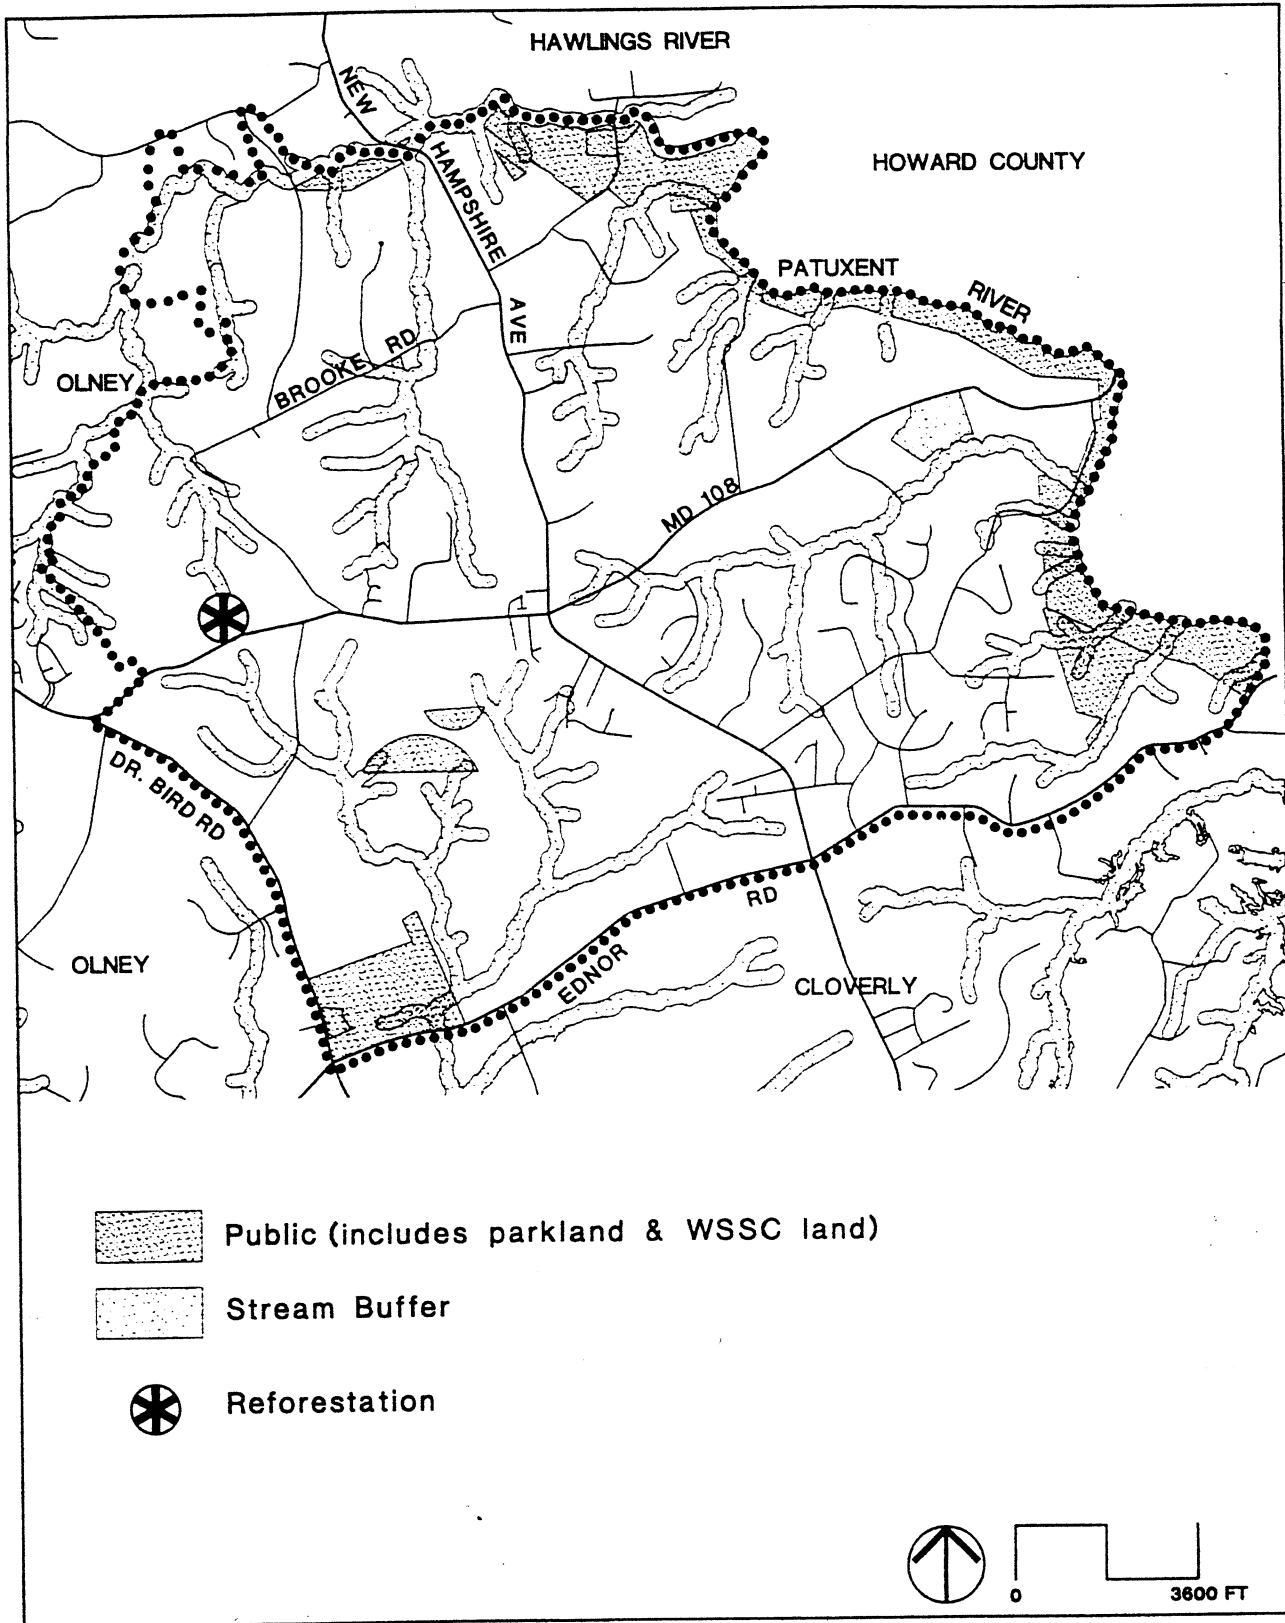 HAWLINGS RIVER
NEW
HAMPSHIRE
AVE
HOWARD COUNTY
PATUXENT
RIVER
BROOKE RD
OLNEY
MD 108
DR. BIRD RD
RD
EDNOR
OLNEY
CLOVERLY
Public (includes parkland & WSSC land)
Stream Buffer
Reforestation
0
3600 FT